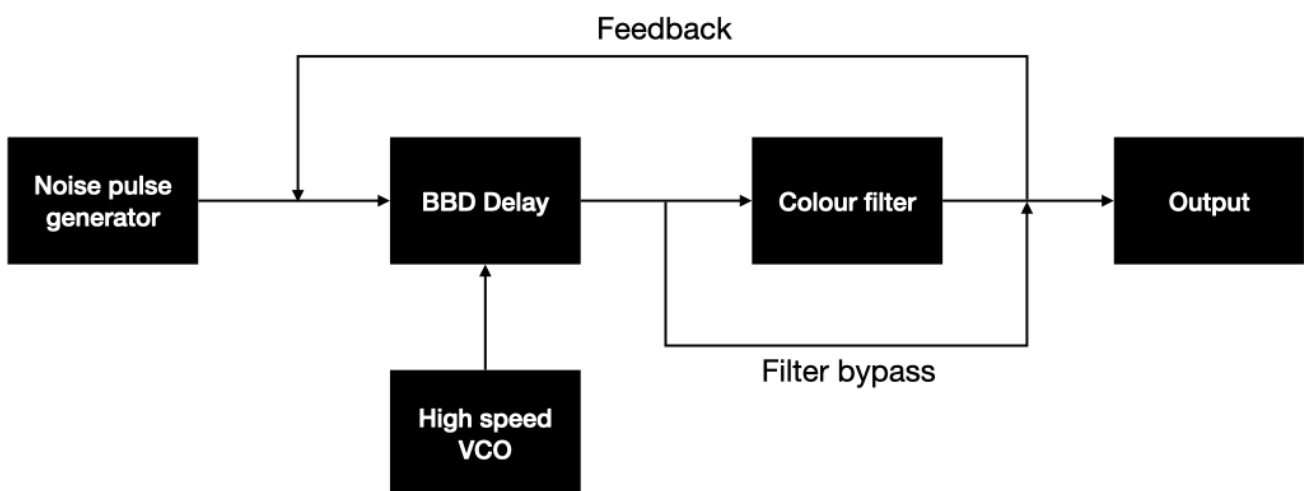 Feedback
Noise pulse
generator
BBD Delay
Colour filter
Output
Filter bypass
High speed
VCO